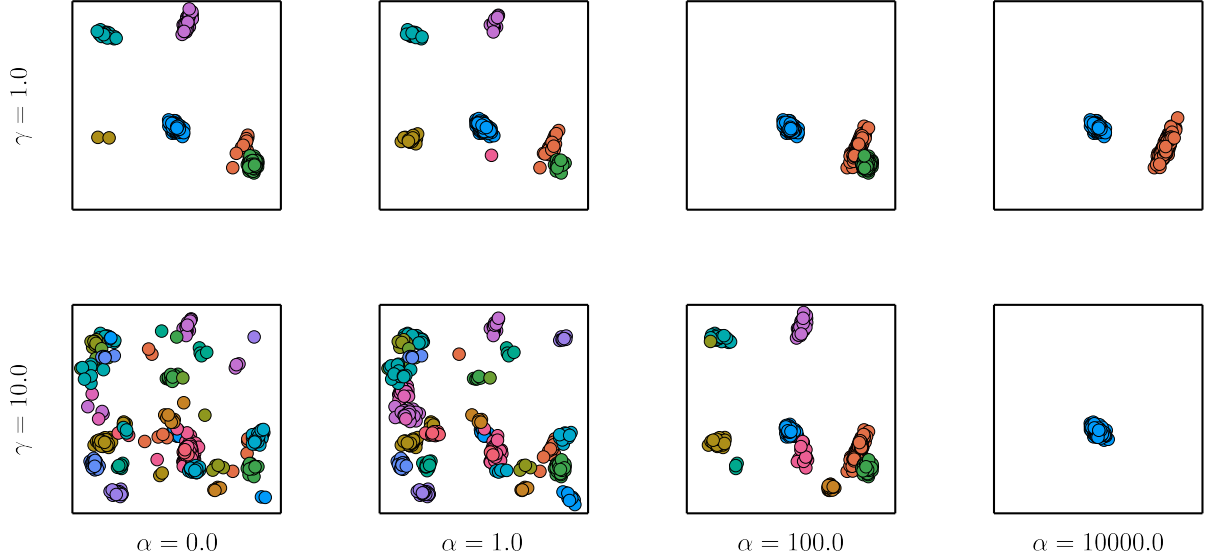 γ = 1.0
γ = 10.0
α = 0.0
α = 1.0
α = 100.0
α = 10000.0